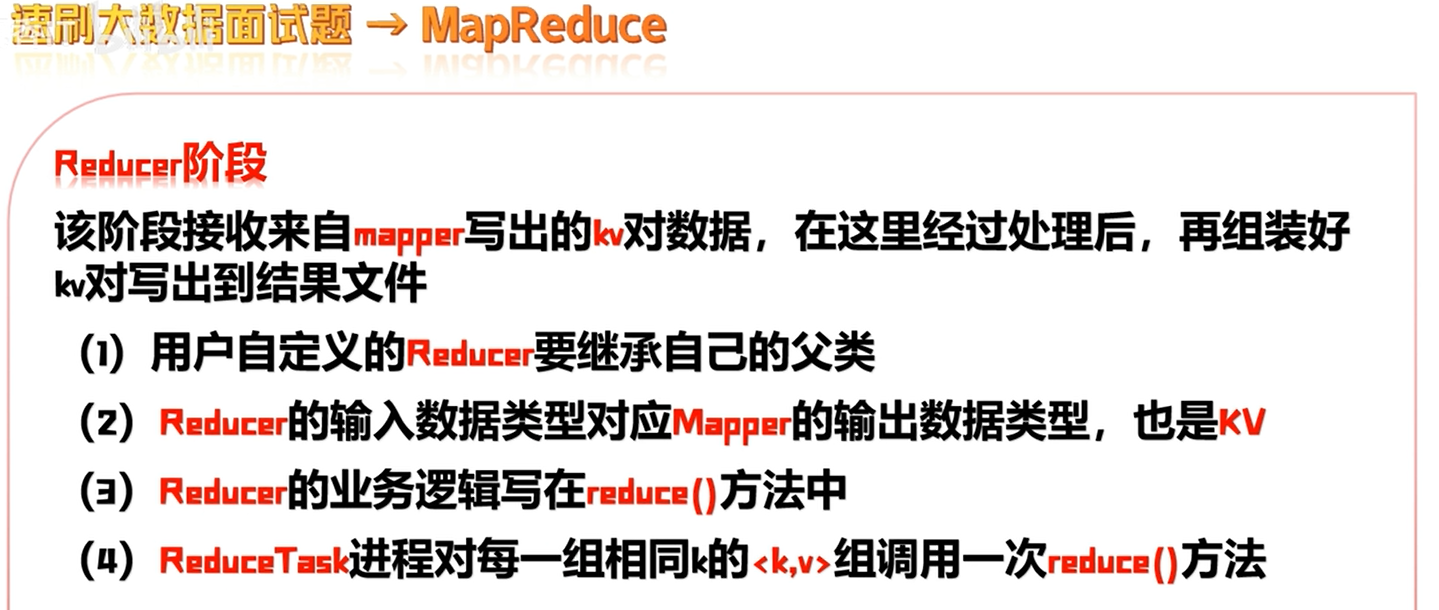 速刷大数据面试题 → MapReduce
Reducer阶段
该阶段接收来自mapper写出的kv对数据，在这里经过处理后，再组装好
kv对写出到结果文件
（1）用户自定义的Reducer要继承自己的父类
（2）Reducer的输入数据类型对应Mapper的输出数据类型，也是KV
（3）Reducer的业务逻辑写在reduce()方法中
（4）ReduceTask进程对每一组相同k的<k,v>组调用一次reduce()方法